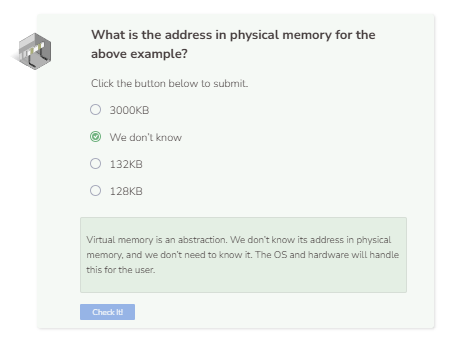 What is the address in physical memory for the
above example?
Click the button below to submit.
3000KB
We don't know
132KB
128KB
Virtual memory is an abstraction. We don't know its address in physical
memory, and we don't need to know it. The OS and hardware will handle
this for the user.
Check It!